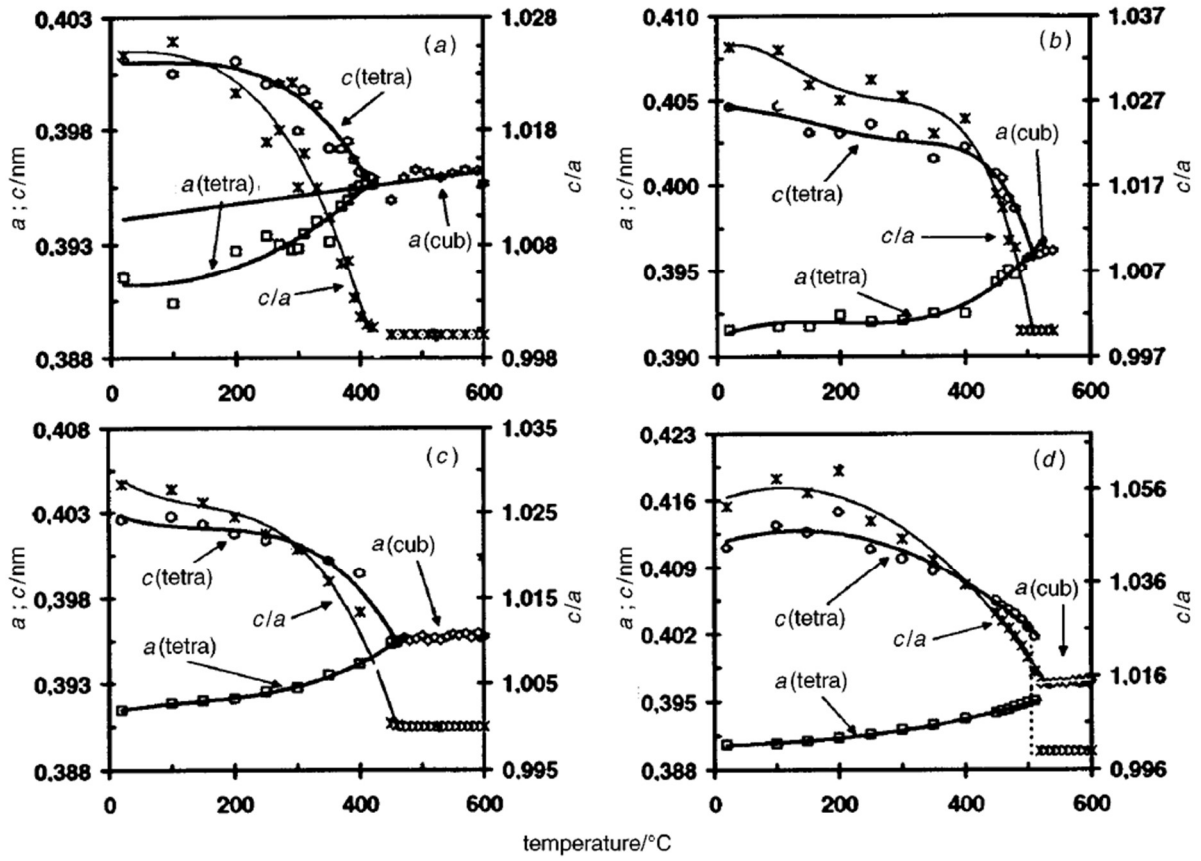 0.403
0.398
0.393
0.388
a ; c/nm
(a)
c(tetra)
a(tetra)
a(cub)
c/a
1.028
1.018
1.008
0.998
c/a
0 200 400 600
0.410
0.405
0.400
0.395
0.390
a ; c/nm
(b)
a(cub)
c(tetra)
c/a
a(tetra)
1.037
1.027
1.017
1.007
0.997
c/a
0 200 400 600
0.408
0.403
0.398
0.393
0.388
a ; c/nm
(c)
c(tetra)
a(cub)
c/a
a(tetra)
1.035
1.025
1.015
1.005
0.995
c/a
0 200 400 600
0.423
0.416
0.409
0.402
0.395
0.388
a ; c/nm
(d)
c(tetra)
a(cub)
c/a
a(tetra)
1.056
1.036
1.016
0.996
c/a
0 200 400 600
temperature/°C